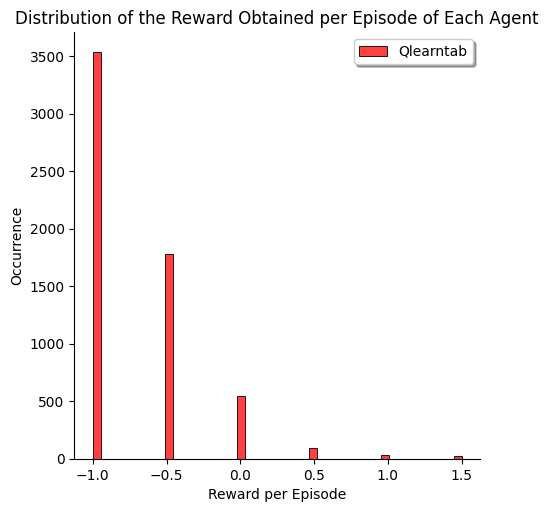 Distribution of the Reward Obtained per Episode of Each Agent
Qlearntab
3500
3000
2500
2000
1500
1000
500
0
Occurrence
−1.0 −0.5 0.0 0.5 1.0 1.5
Reward per Episode